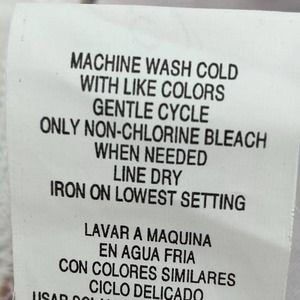 MACHINE WASH COLD
WITH LIKE COLORS
GENTLE CYCLE
ONLY NON-CHLORINE BLEACH
WHEN NEEDED
LINE DRY
IRON ON LOWEST SETTING
LAVAR A MAQUINA
EN AGUA FRIA
CON COLORES SIMILARES
CICLO DELICADO
USAR